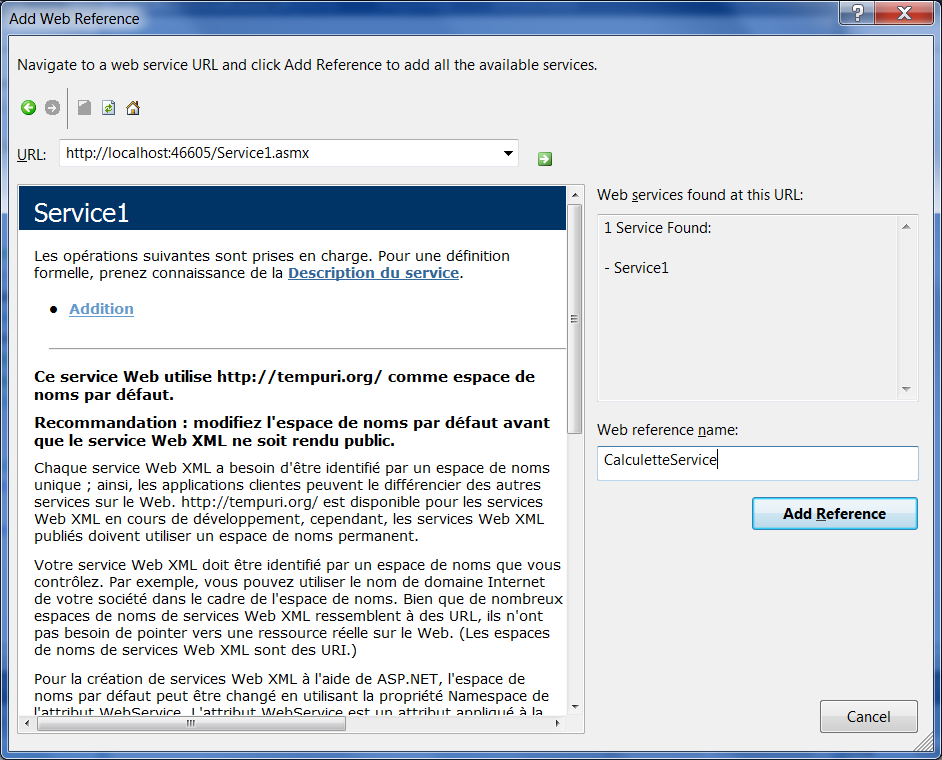 Add Web Reference
Navigate to a web service URL and click Add Reference to add all the available services.
URL: http://localhost:46605/Service1.asmx
Service1
Les opérations suivantes sont prises en charge. Pour une définition
formelle, prenez connaissance de la Description du service.
• Addition
Ce service Web utilise http://tempuri.org/ comme espace de
noms par défaut.
Recommandation : modifiez l'espace de noms par défaut avant
que le service Web XML ne soit rendu public.
Chaque service Web XML a besoin d'être identifié par un espace de noms
unique ; ainsi, les applications clientes peuvent le différencier des autres
services sur le Web. http://tempuri.org/ est disponible pour les services
Web XML en cours de développement, cependant, les services Web XML
publiés doivent utiliser un espace de noms permanent.
Votre service Web XML doit être identifié par un espace de noms que vous
contrôlez. Par exemple, vous pouvez utiliser le nom de domaine Internet
de votre société dans le cadre de l'espace de noms. Bien que de nombreux
espaces de noms de services Web XML ressemblent à des URL, ils n'ont
pas besoin de pointer vers une ressource réelle sur le Web. (Les espaces
de noms de services Web XML sont des URI.)
Pour la création de services Web XML à l'aide de ASP.NET, l'espace de
noms par défaut peut être changé en utilisant la propriété Namespace de
l'attribut WebService. L'attribut WebService est un attribut appliqué à la
Web services found at this URL:
1 Service Found:
- Service1
Web reference name:
CalculetteService
Add Reference
Cancel